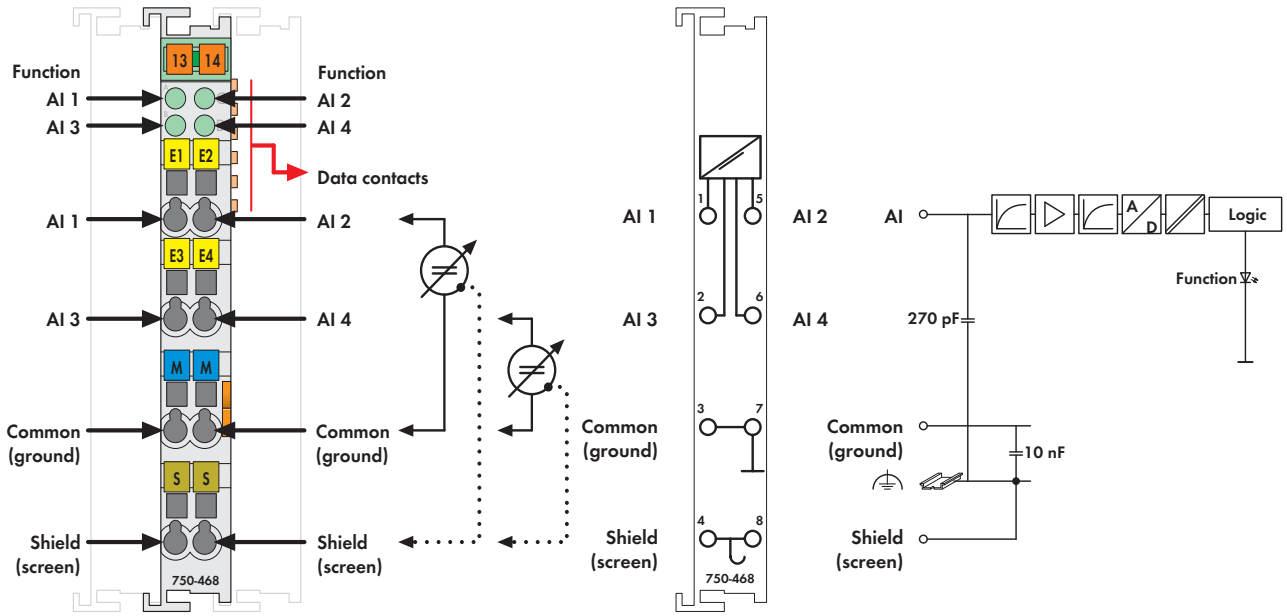 13 14
Function
Function
AI 1
AI 2
AI 3
AI 4
E1 E2
Data contacts
AI 1
AI 2
E3 E4
AI 3
AI 4
M M
Common
(ground)
Common
(ground)
S S
Shield
(screen)
Shield
(screen)
750-468
1 5
AI 1
AI 2
2 6
AI 3
AI 4
3 7
Common
(ground)
4 8
Shield
(screen)
750-468
AI
A
D
Logic
Function
270 pF
Common
(ground)
10 nF
Shield
(screen)